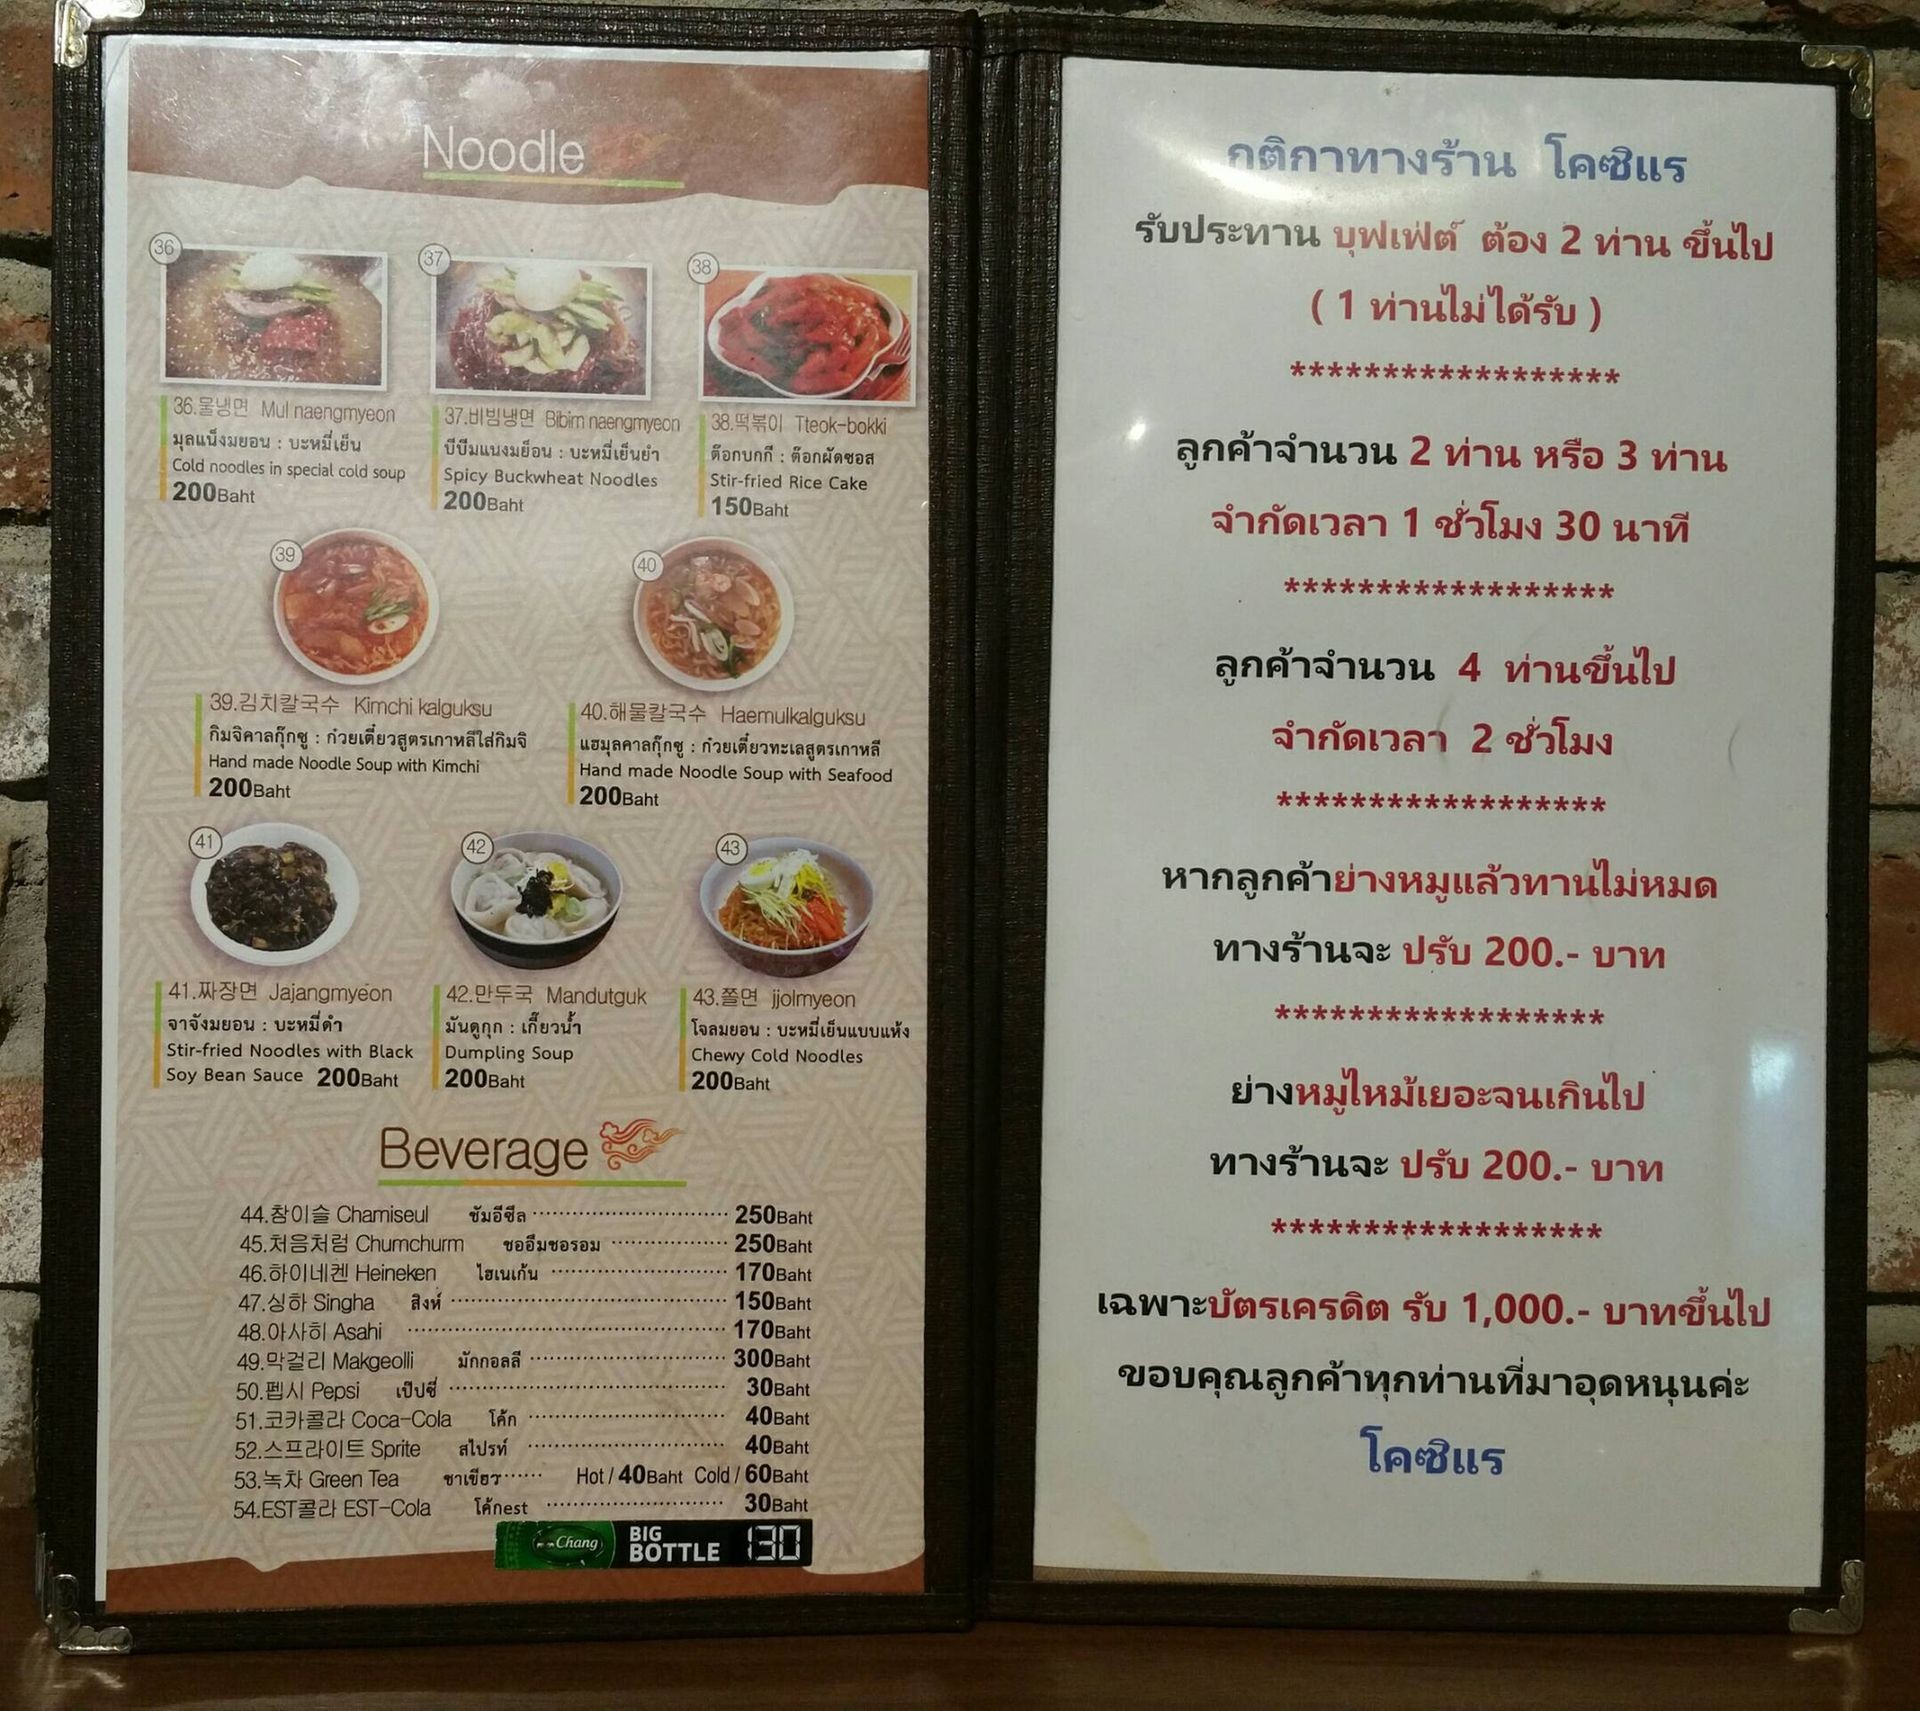 Noodle
36
37
38
36.물냉면 Mul naengmyeon
มุลแน็งมยอน : บะหมี่เย็น
Cold noodles in special cold soup
200Baht
37.비빔냉면 Bibim naengmyeon
บีบีมแนงมย็อน : บะหมี่เย็นยำ
Spicy Buckwheat Noodles
200Baht
38.떡볶이 Tteok-bokki
ต๊อกบกกี : ต๊อกผัดซอส
Stir-fried Rice Cake
150Baht
39
40
39.김치칼국수 Kimchi kalguksu
กิมจิคาลกุ๊กซู : ก๋วยเตี๋ยวสูตรเกาหลีใส่กิมจิ
Hand made Noodle Soup with Kimchi
200Baht
40.해물칼국수 Haemulkalguksu
แฮมุลคาลกุ๊กซู : ก๋วยเตี๋ยวทะเลสูตรเกาหลี
Hand made Noodle Soup with Seafood
200Baht
41
42
43
41.짜장면 Jajangmyeon
จาจังมยอน : บะหมี่ดำ
Stir-fried Noodles with Black
Soy Bean Sauce 200Baht
42.만두국 Mandutguk
มันดูกุก : เกี๊ยวน้ำ
Dumpling Soup
200Baht
43.쫄면 jjolmyeon
โจลมยอน : บะหมี่เย็นแบบแห้ง
Chewy Cold Noodles
200Baht
Beverage
44.참이슬 Chamiseul ชัมอีซึล 250Baht
45.처음처럼 Chumchurm ชออึมชอรอม 250Baht
46.하이네켄 Heineken ไฮเนเก้น 170Baht
47.싱하 Singha สิงห์ 150Baht
48.아사히 Asahi 170Baht
49.막걸리 Makgeolli มักกอลลี 300Baht
50.펩시 Pepsi เป๊ปซี่ 30Baht
51.코카콜라 Coca-Cola โค้ก 40Baht
52.스프라이트 Sprite สไปรท์ 40Baht
53.녹차 Green Tea ชาเขียว Hot / 40Baht Cold / 60Baht
54.EST콜라 EST-Cola โค้กest 30Baht
Chang BIG BOTTLE 130
กติกาทางร้าน โคซิแร
รับประทาน บุฟเฟ่ต์ ต้อง 2 ท่าน ขึ้นไป
( 1 ท่านไม่ได้รับ )
******************
ลูกค้าจำนวน 2 ท่าน หรือ 3 ท่าน
จำกัดเวลา 1 ชั่วโมง 30 นาที
******************
ลูกค้าจำนวน 4 ท่านขึ้นไป
จำกัดเวลา 2 ชั่วโมง
******************
หากลูกค้าย่างหมูแล้วทานไม่หมด
ทางร้านจะ ปรับ 200.- บาท
******************
ย่างหมูไหม้เยอะจนเกินไป
ทางร้านจะ ปรับ 200.- บาท
******************
เฉพาะบัตรเครดิต รับ 1,000.- บาทขึ้นไป
ขอบคุณลูกค้าทุกท่านที่มาอุดหนุนค่ะ
โคซิแร